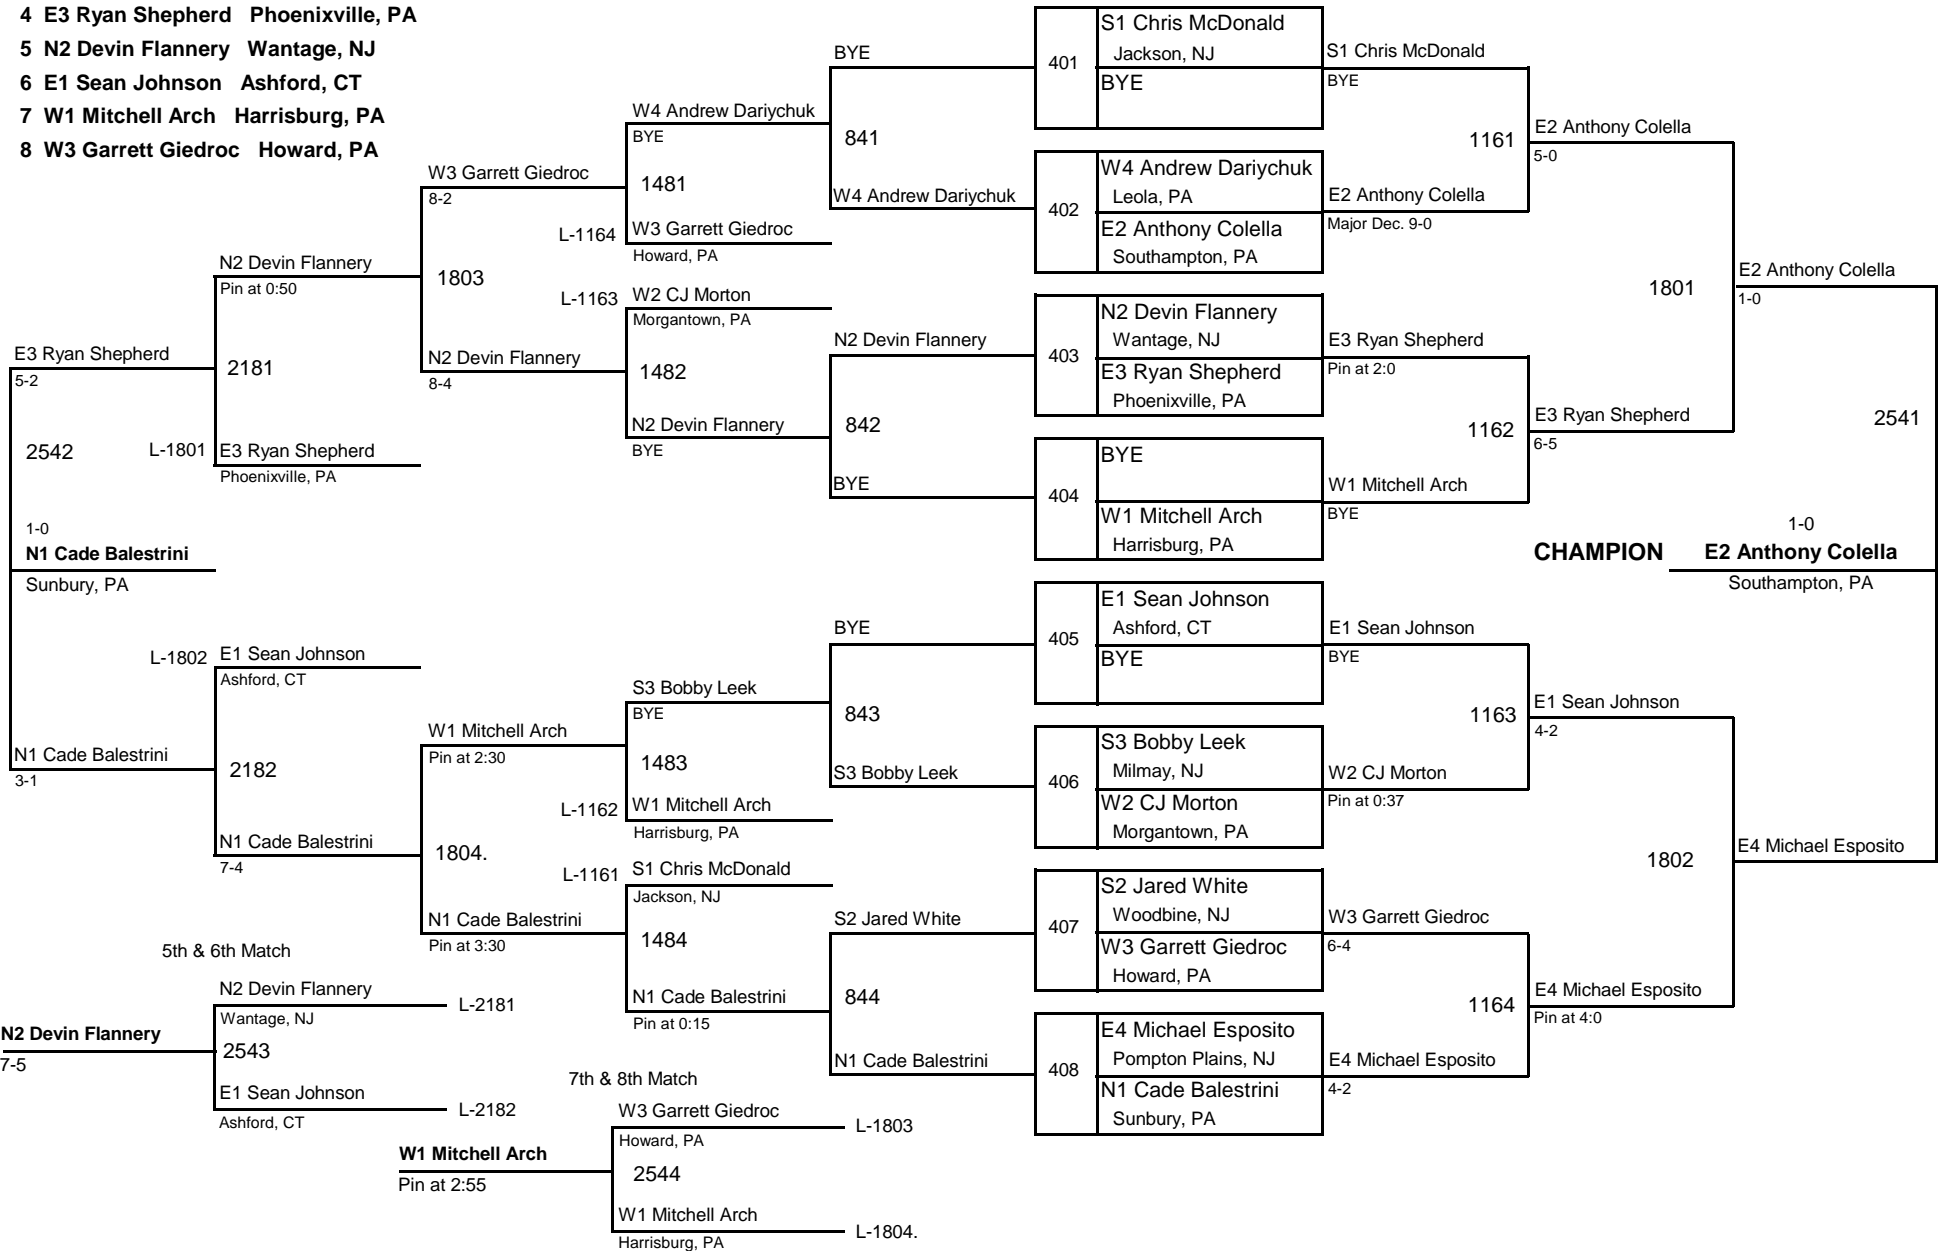 4 E3 Ryan Shepherd Phoenixville, PA
5 N2 Devin Flannery Wantage, NJ
6 E1 Sean Johnson Ashford, CT
7 W1 Mitchell Arch Harrisburg, PA
8 W3 Garrett Giedroc Howard, PA
401
S1 Chris McDonald
Jackson, NJ
BYE
402
W4 Andrew Dariychuk
Leola, PA
E2 Anthony Colella
Southampton, PA
403
N2 Devin Flannery
Wantage, NJ
E3 Ryan Shepherd
Phoenixville, PA
404
BYE
W1 Mitchell Arch
Harrisburg, PA
405
E1 Sean Johnson
Ashford, CT
BYE
406
S3 Bobby Leek
Milmay, NJ
W2 CJ Morton
Morgantown, PA
407
S2 Jared White
Woodbine, NJ
W3 Garrett Giedroc
Howard, PA
408
E4 Michael Esposito
Pompton Plains, NJ
N1 Cade Balestrini
Sunbury, PA
S1 Chris McDonald
BYE
1161
E2 Anthony Colella
Major Dec. 9-0
E3 Ryan Shepherd
Pin at 2:0
1162
W1 Mitchell Arch
BYE
E1 Sean Johnson
BYE
1163
W2 CJ Morton
Pin at 0:37
W3 Garrett Giedroc
6-4
1164
E4 Michael Esposito
4-2
E2 Anthony Colella
5-0
1801
E3 Ryan Shepherd
6-5
E1 Sean Johnson
4-2
1802
E4 Michael Esposito
Pin at 4:0
E2 Anthony Colella
1-0
2541
E4 Michael Esposito
1-0
CHAMPION E2 Anthony Colella
Southampton, PA
BYE
841
W4 Andrew Dariychuk
N2 Devin Flannery
842
BYE
BYE
843
S3 Bobby Leek
S2 Jared White
844
N1 Cade Balestrini
W4 Andrew Dariychuk
BYE
1481
L-1164 W3 Garrett Giedroc
Howard, PA
L-1163 W2 CJ Morton
Morgantown, PA
1482
N2 Devin Flannery
BYE
S3 Bobby Leek
BYE
1483
L-1162 W1 Mitchell Arch
Harrisburg, PA
L-1161 S1 Chris McDonald
Jackson, NJ
1484
N1 Cade Balestrini
Pin at 0:15
W3 Garrett Giedroc
8-2
1803
N2 Devin Flannery
8-4
W1 Mitchell Arch
Pin at 2:30
1804.
N1 Cade Balestrini
Pin at 3:30
N2 Devin Flannery
Pin at 0:50
2181
L-1801 E3 Ryan Shepherd
Phoenixville, PA
L-1802 E1 Sean Johnson
Ashford, CT
2182
N1 Cade Balestrini
7-4
E3 Ryan Shepherd
5-2
2542
1-0
N1 Cade Balestrini
Sunbury, PA
N1 Cade Balestrini
3-1
5th & 6th Match
N2 Devin Flannery L-2181
Wantage, NJ
N2 Devin Flannery
7-5
2543
E1 Sean Johnson L-2182
Ashford, CT
7th & 8th Match
W3 Garrett Giedroc L-1803
Howard, PA
W1 Mitchell Arch
Pin at 2:55
2544
W1 Mitchell Arch L-1804.
Harrisburg, PA